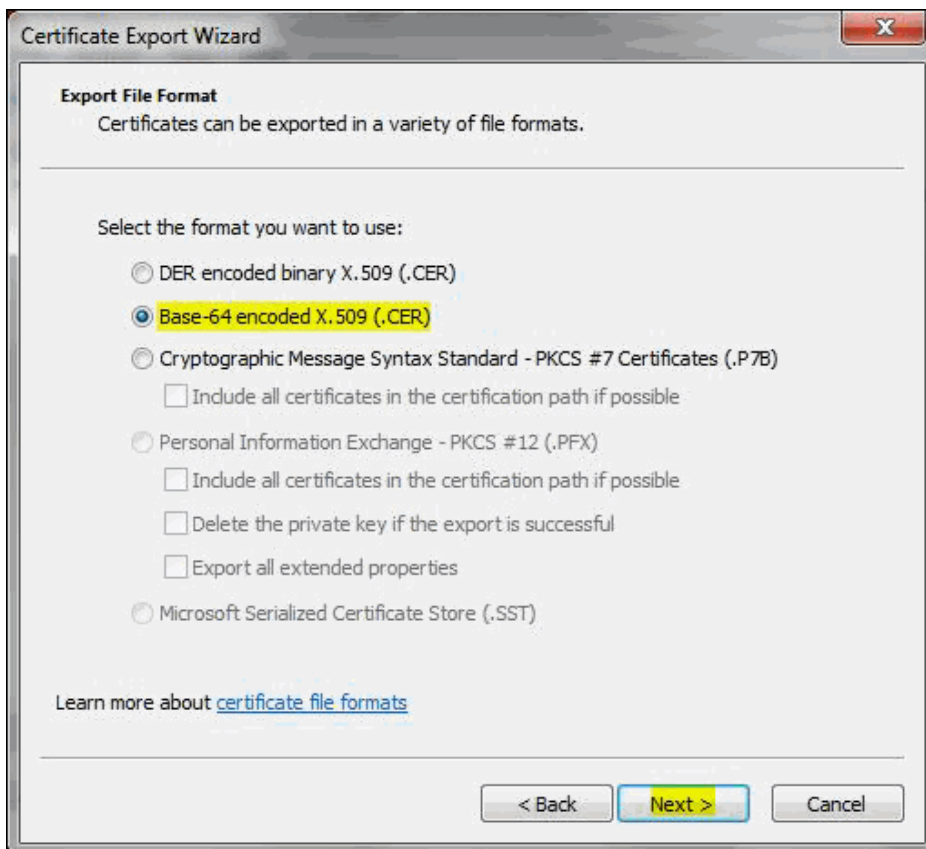 Certificate Export Wizard
Export File Format
Certificates can be exported in a variety of file formats.
Select the format you want to use:
DER encoded binary X.509 (.CER)
Base-64 encoded X.509 (.CER)
Cryptographic Message Syntax Standard - PKCS #7 Certificates (.P7B)
Include all certificates in the certification path if possible
Personal Information Exchange - PKCS #12 (.PFX)
Include all certificates in the certification path if possible
Delete the private key if the export is successful
Export all extended properties
Microsoft Serialized Certificate Store (.SST)
Learn more about certificate file formats
< Back Next > Cancel